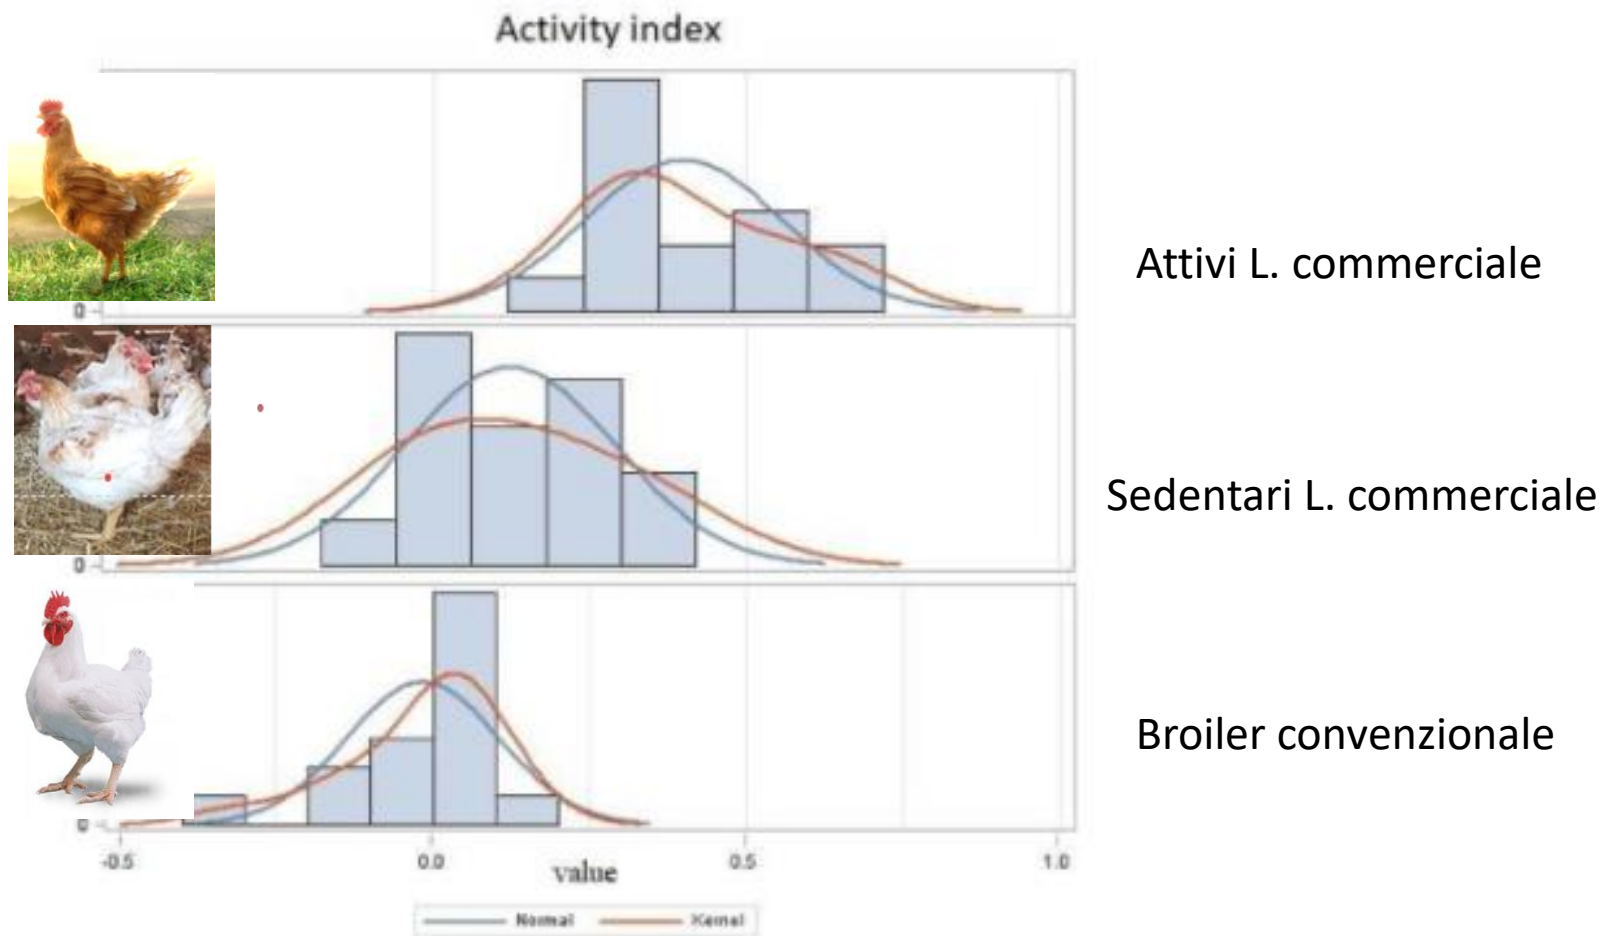 Activity index
0
Attivi L. commerciale
0
Sedentari L. commerciale
0
Broiler convenzionale
-0.5 0.0 0.5 1.0
value
Normal Kernel